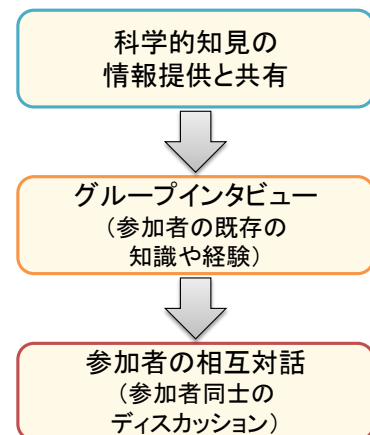 科学的知見の
情報提供と共有
グループインタビュー
（参加者の既存の
知識や経験）
参加者の相互対話
（参加者同士の
ディスカッション）